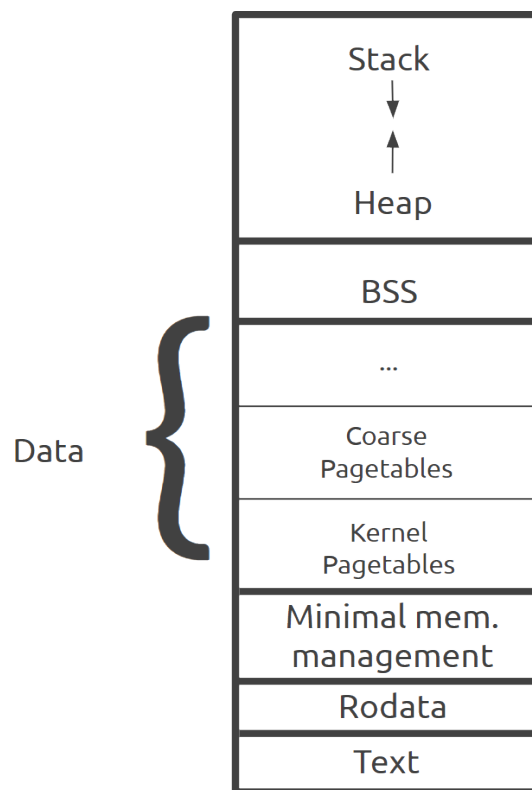 Stack
Heap
BSS
...
Data
Coarse
Pagetables
Kernel
Pagetables
Minimal mem.
management
Rodata
Text